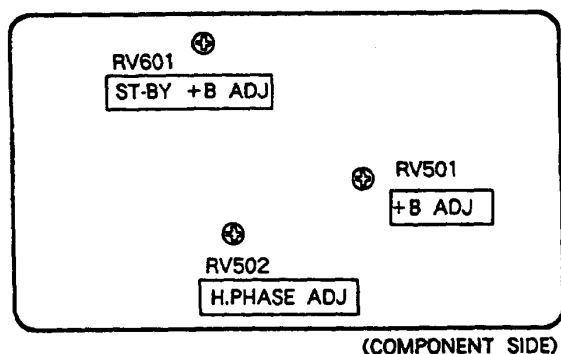 RV601
ST-BY +B ADJ
RV501
+B ADJ
RV502
H.PHASE ADJ
(COMPONENT SIDE)